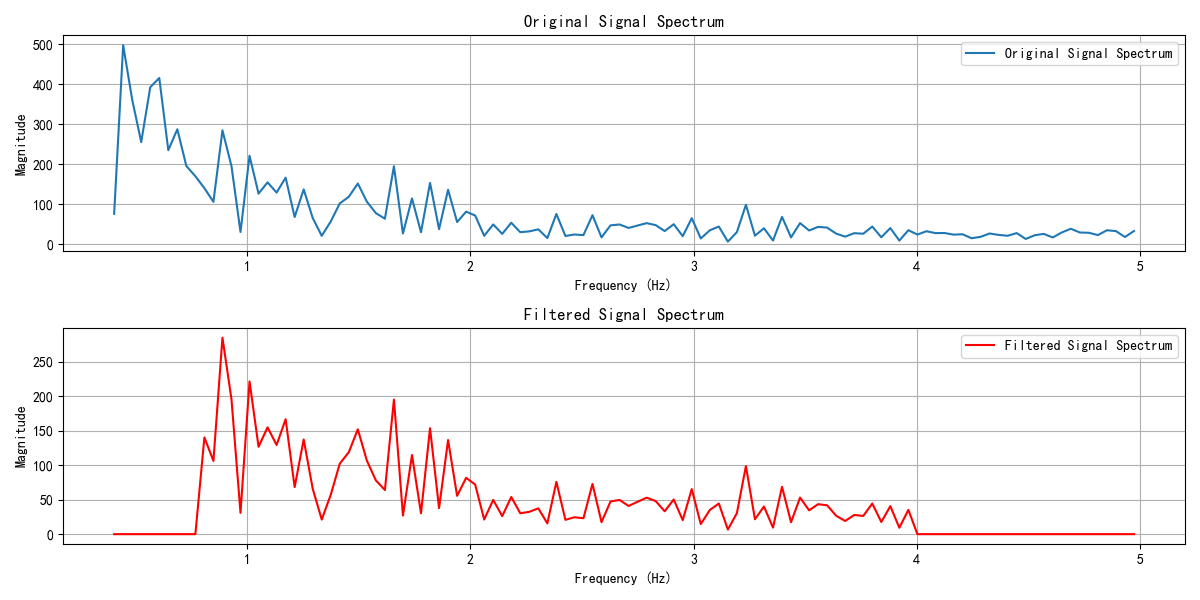 Original Signal Spectrum
500
400
300
200
100
0
Magnitude
Original Signal Spectrum
1
2
3
4
5
Frequency (Hz)
Filtered Signal Spectrum
250
200
150
100
50
0
Magnitude
Filtered Signal Spectrum
1
2
3
4
5
Frequency (Hz)